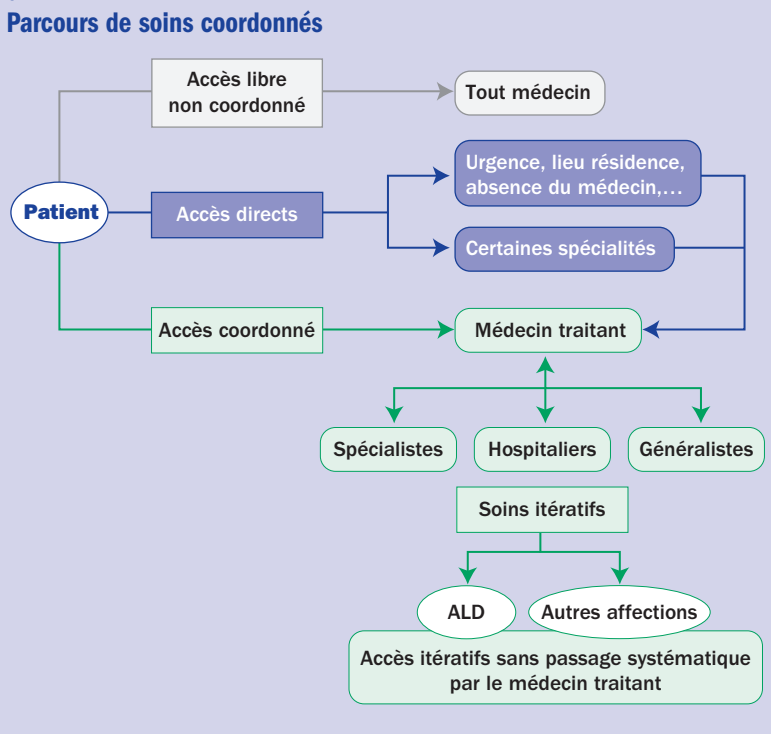 Parcours de soins coordonnés
Accès libre
non coordonné
Tout médecin
Urgence, lieu résidence,
absence du médecin,...
Patient
Accès directs
Certaines spécialités
Accès coordonné
Médecin traitant
Spécialistes
Hospitaliers
Généralistes
Soins itératifs
ALD
Autres affections
Accès itératifs sans passage systématique
par le médecin traitant